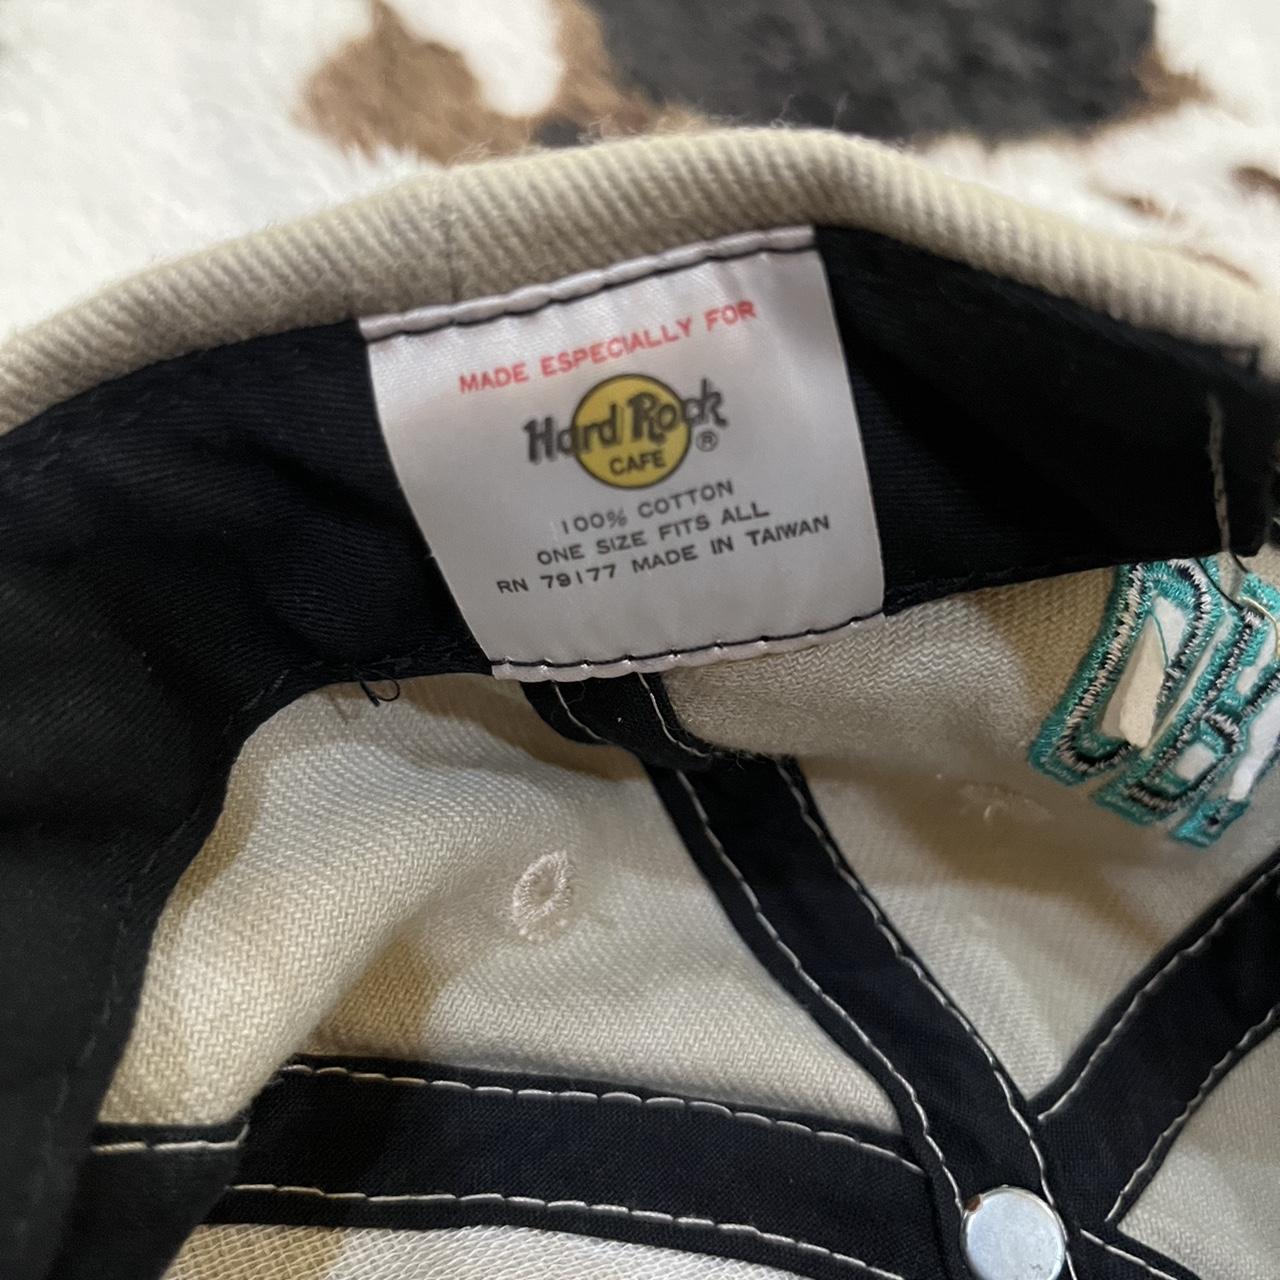 MADE ESPECIALLY FOR
Hard Rock ®
CAFE
100% COTTON
ONE SIZE FITS ALL
RN 79177 MADE IN TAIWAN